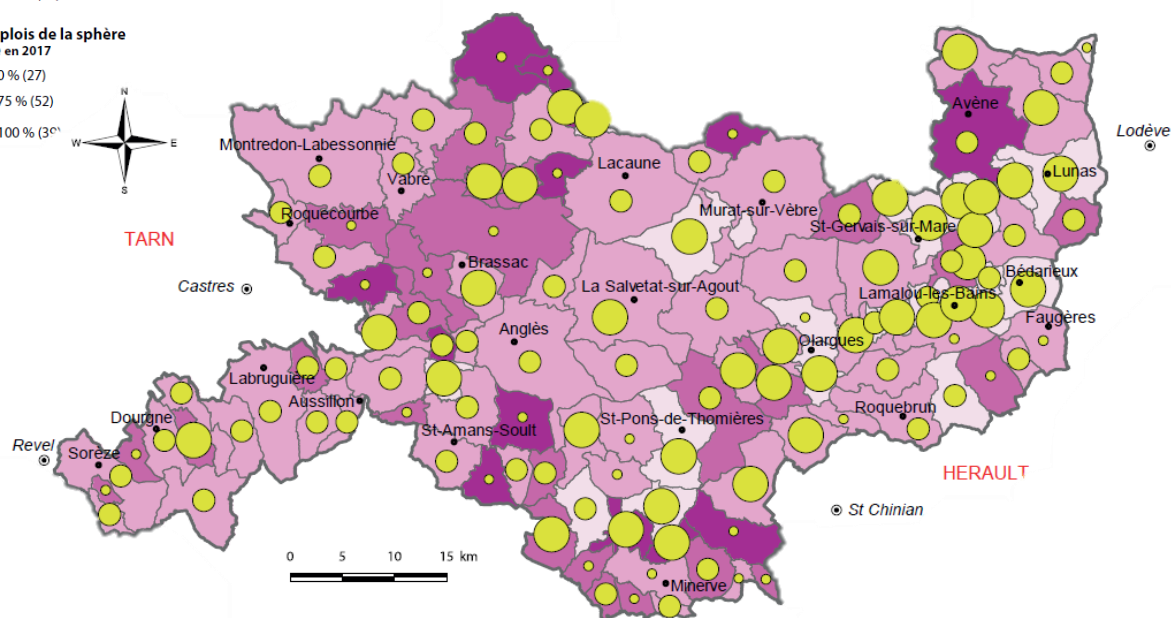 plois de la sphère
en 2017
0 % (27)
75 % (52)
100 % (39
N
W
E
S
Avène
Lodève
Montredon-Labessonnié
Lacaune
Lunas
Vabre
Murat-sur-Vèbre
Roquecourbe
St-Gervais-sur-Mare
TARN
Brassac
Bédarieux
Castres
La Salvetat-sur-Agout
Lamalou-les-Bains
Faugères
Anglès
Olargues
Labruguière
Aussillon
Roquebrun
Dourgne
St-Pons-de-Thomières
St-Amans-Soult
Revel
Sorèze
HERAULT
St Chinian
0 5 10 15 km
Minerve